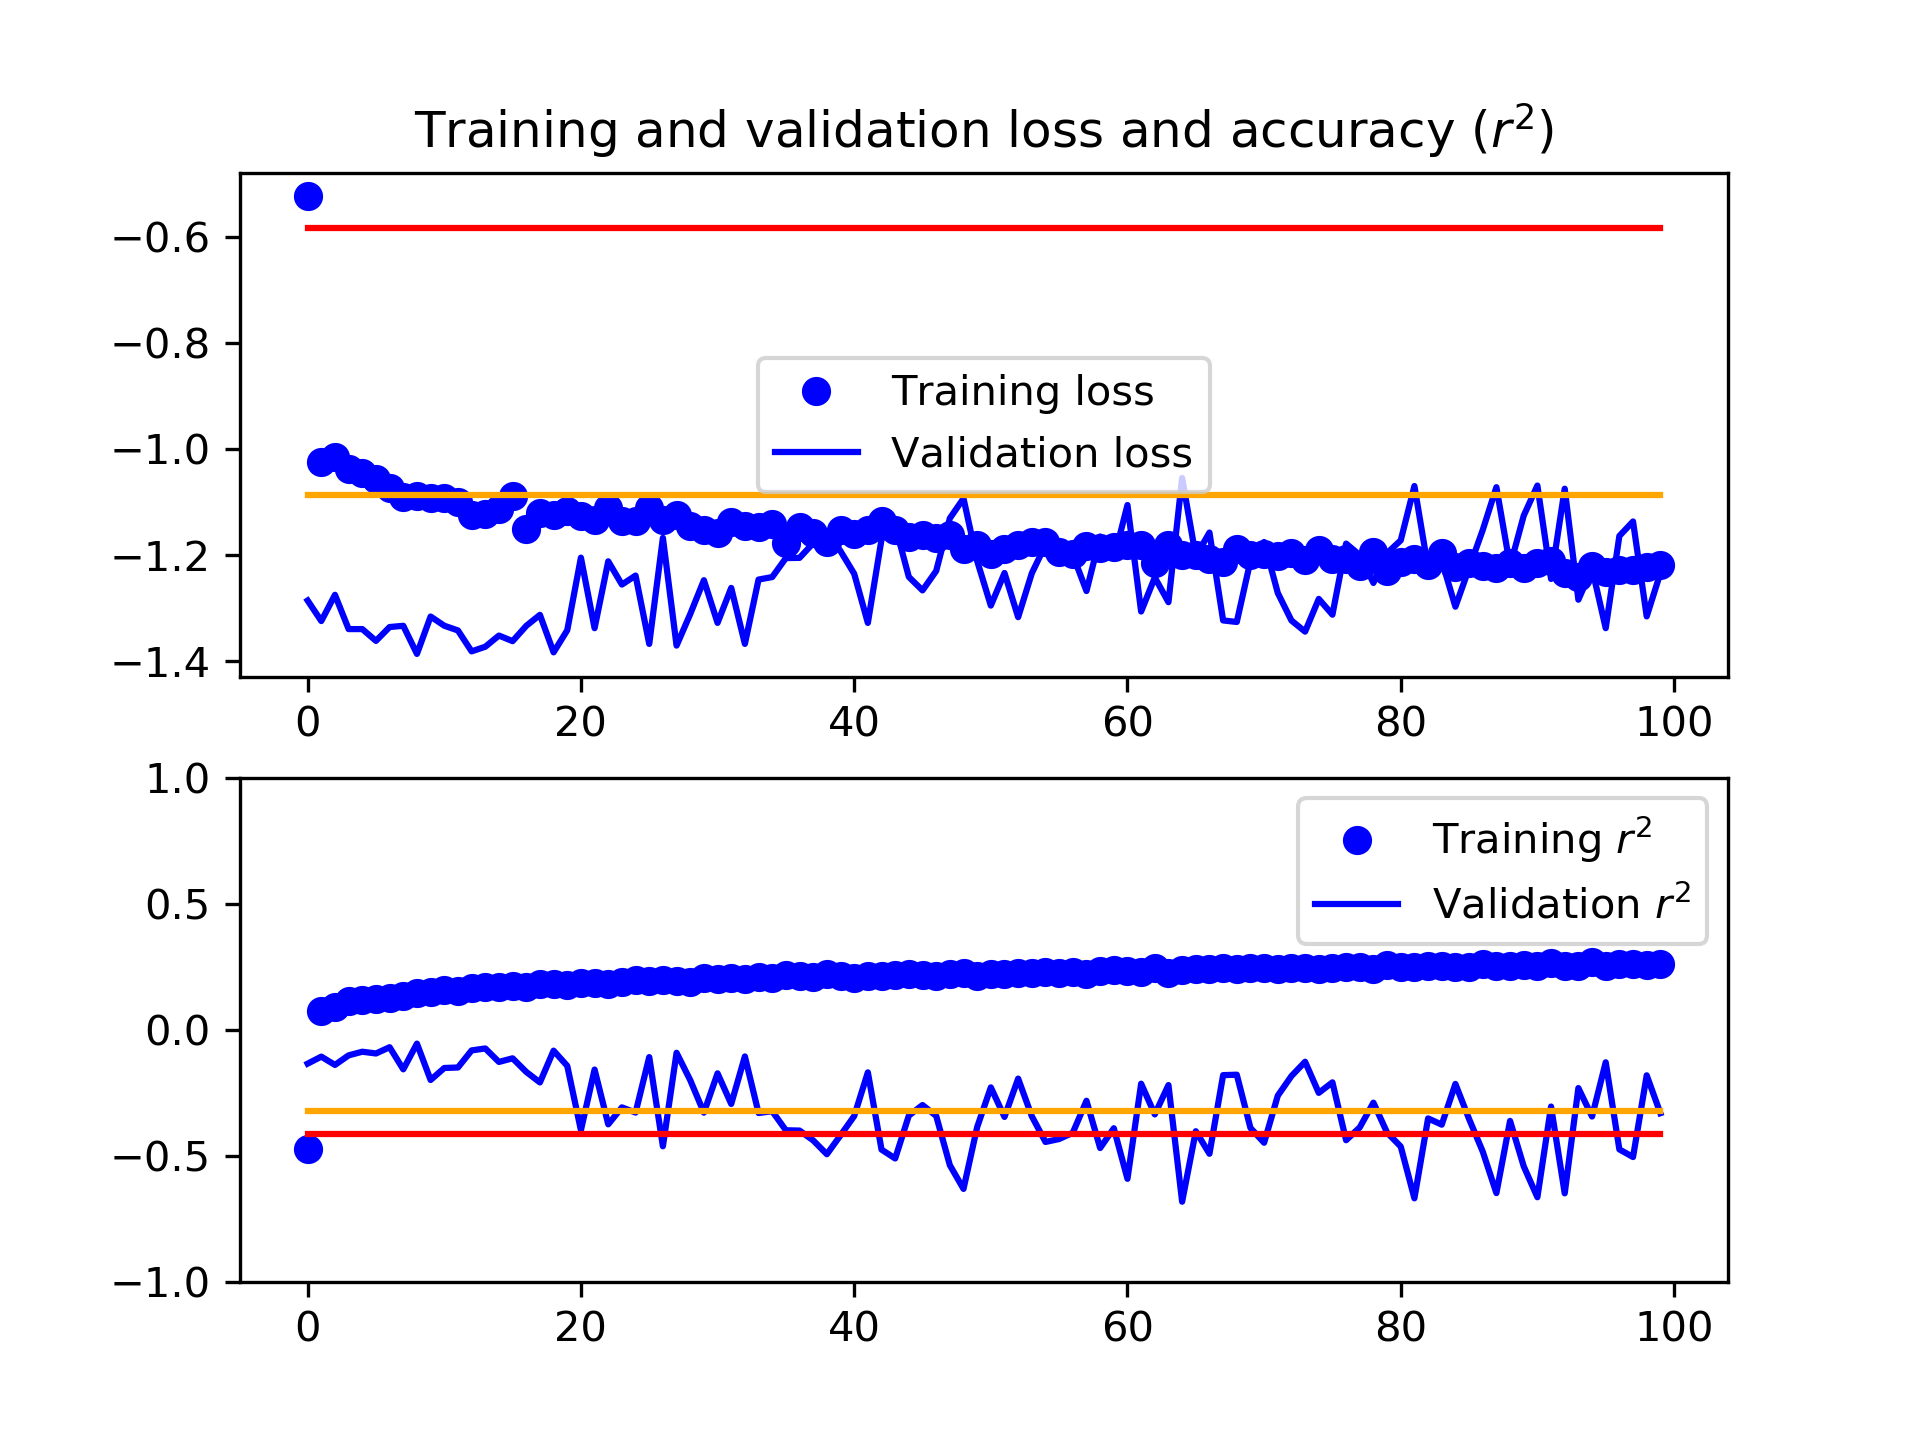 Training and validation loss and accuracy (r²)
−0.6
−0.8
−1.0
−1.2
−1.4
Training loss
Validation loss
0 20 40 60 80 100
1.0
0.5
0.0
−0.5
−1.0
Training r²
Validation r²
0 20 40 60 80 100